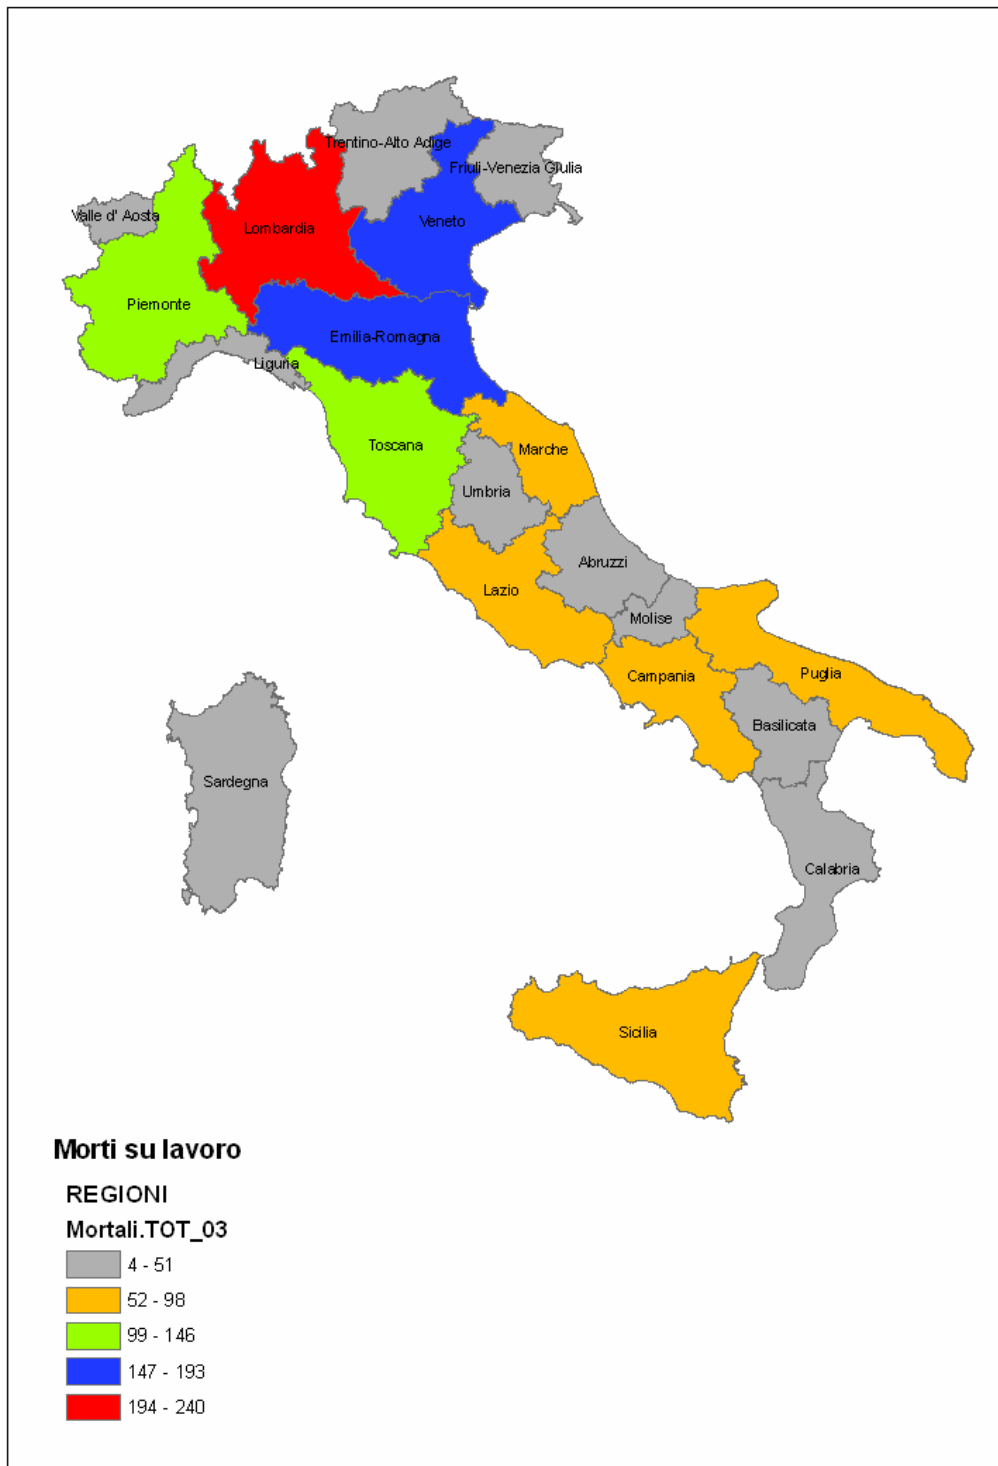 Trentino-Alto Adige
Friuli-Venezia Giulia
Valle d' Aosta
Lombardia
Veneto
Piemonte
Emilia-Romagna
Liguria
Toscana
Marche
Umbria
Abruzzi
Lazio
Molise
Campania
Puglia
Basilicata
Sardegna
Calabria
Sicilia
Morti su lavoro
REGIONI
Mortali.TOT_03
4 - 51
52 - 98
99 - 146
147 - 193
194 - 240